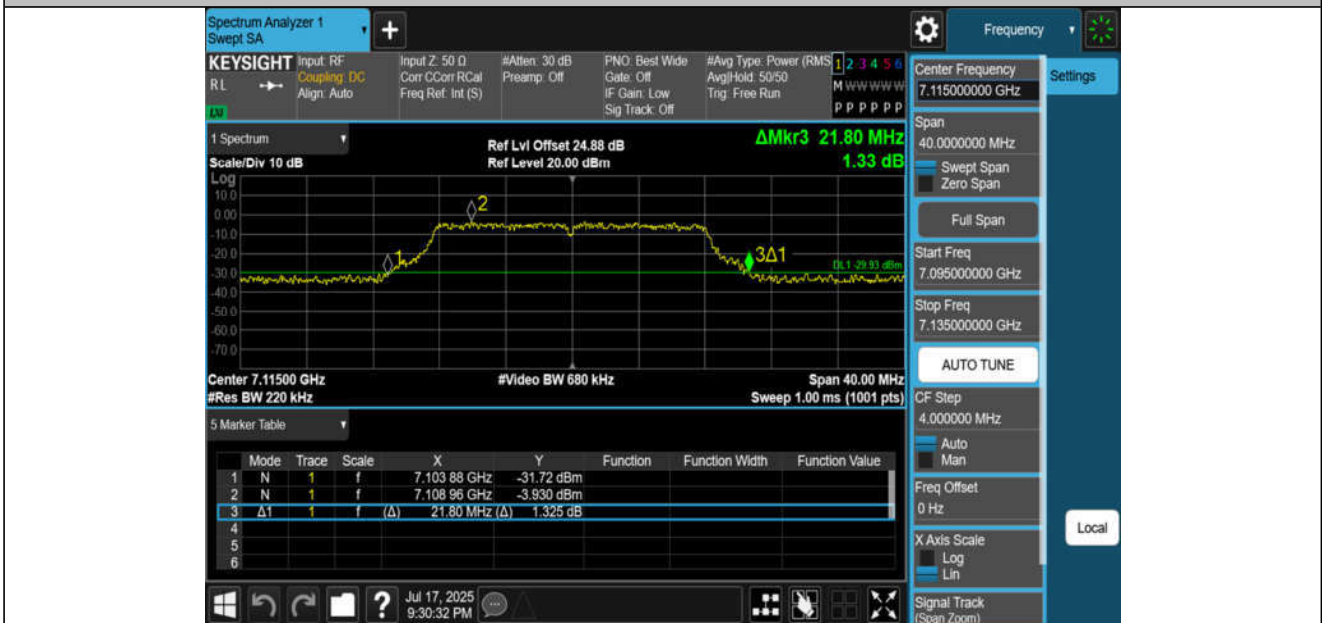 Spectrum Analyzer 1
Swept SA
+
Frequency
KEYSIGHT
RL
LXI
Input: RF
Coupling: DC
Align: Auto
Input Z: 50 Ω
Corr CCorr RCal
Freq Ref: Int (S)
#Atten: 30 dB
Preamp: Off
PNO: Best Wide
Gate: Off
IF Gain: Low
Sig Track: Off
#Avg Type: Power (RMS
Avg|Hold: 50/50
Trig: Free Run
1 2 3 4 5 6
M W W W W W
P P P P P P
1 Spectrum
Scale/Div 10 dB
Ref Lvl Offset 24.88 dB
Ref Level 20.00 dBm
ΔMkr3 21.80 MHz
1.33 dB
Log
10.0
0.00
-10.0
-20.0
-30.0
-40.0
-50.0
-60.0
-70.0
1
2
3Δ1
DL1 -29.93 dBm
Center 7.11500 GHz
#Video BW 680 kHz
Span 40.00 MHz
#Res BW 220 kHz
Sweep 1.00 ms (1001 pts)
5 Marker Table
Mode Trace Scale X Y Function Function Width Function Value
1 N 1 f 7.103 88 GHz -31.72 dBm
2 N 1 f 7.108 96 GHz -3.930 dBm
3 Δ1 1 f (Δ) 21.80 MHz (Δ) 1.325 dB
4
5
6
Jul 17, 2025
9:30:32 PM
?
Center Frequency
7.115000000 GHz
Settings
Span
40.0000000 MHz
Swept Span
Zero Span
Full Span
Start Freq
7.095000000 GHz
Stop Freq
7.135000000 GHz
AUTO TUNE
CF Step
4.000000 MHz
Auto
Man
Freq Offset
0 Hz
X Axis Scale
Log
Lin
Local
Signal Track
(Span Zoom)